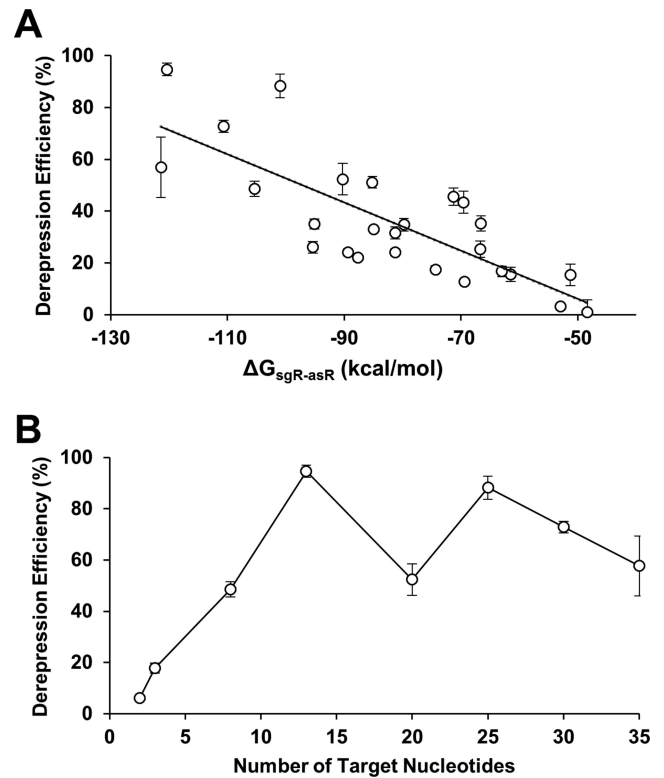 A
Derepression Efficiency (%)
100
80
60
40
20
0
-130 -110 -90 -70 -50
ΔGsgR-asR (kcal/mol)
B
Derepression Efficiency (%)
100
80
60
40
20
0
0 5 10 15 20 25 30 35
Number of Target Nucleotides